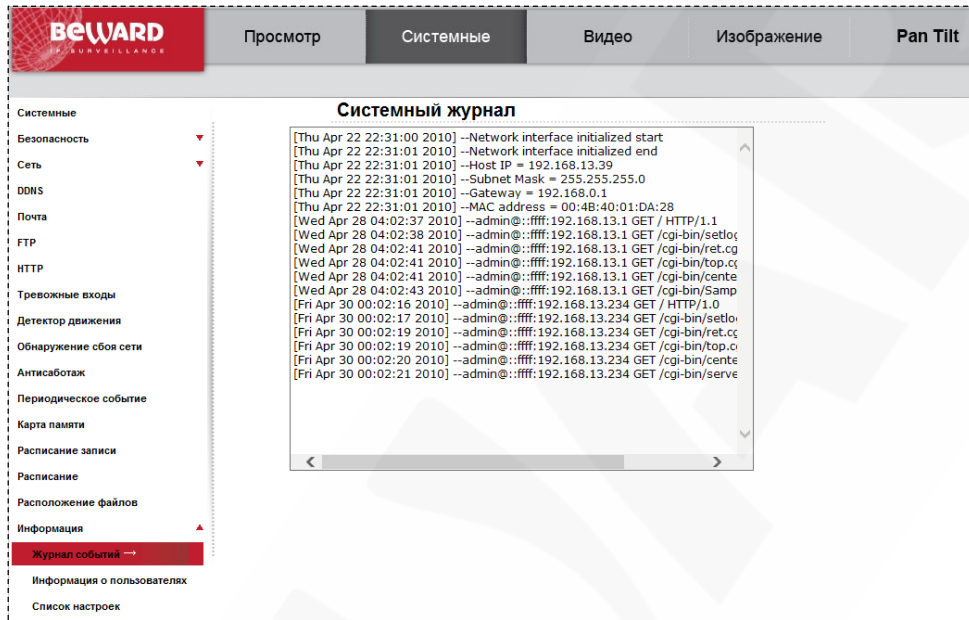 BEWARD
IP SURVEILLANCE
Просмотр
Системные
Видео
Изображение
Pan Tilt
Системные
Безопасность
Сеть
DDNS
Почта
FTP
HTTP
Тревожные входы
Детектор движения
Обнаружение сбоя сети
Антисаботаж
Периодическое событие
Карта памяти
Расписание записи
Расписание
Расположение файлов
Информация
Журнал событий →
Информация о пользователях
Список настроек
Системный журнал
[Thu Apr 22 22:31:00 2010] --Network interface initialized start
[Thu Apr 22 22:31:01 2010] --Network interface initialized end
[Thu Apr 22 22:31:01 2010] --Host IP = 192.168.13.39
[Thu Apr 22 22:31:01 2010] --Subnet Mask = 255.255.255.0
[Thu Apr 22 22:31:01 2010] --Gateway = 192.168.0.1
[Thu Apr 22 22:31:01 2010] --MAC address = 00:4B:40:01:DA:28
[Wed Apr 28 04:02:37 2010] --admin@::ffff:192.168.13.1 GET / HTTP/1.1
[Wed Apr 28 04:02:38 2010] --admin@::ffff:192.168.13.1 GET /cgi-bin/setlog
[Wed Apr 28 04:02:41 2010] --admin@::ffff:192.168.13.1 GET /cgi-bin/ret.cg
[Wed Apr 28 04:02:41 2010] --admin@::ffff:192.168.13.1 GET /cgi-bin/top.cg
[Wed Apr 28 04:02:41 2010] --admin@::ffff:192.168.13.1 GET /cgi-bin/cente
[Wed Apr 28 04:02:43 2010] --admin@::ffff:192.168.13.1 GET /cgi-bin/Samp
[Fri Apr 30 00:02:16 2010] --admin@::ffff:192.168.13.234 GET / HTTP/1.0
[Fri Apr 30 00:02:17 2010] --admin@::ffff:192.168.13.234 GET /cgi-bin/setlo
[Fri Apr 30 00:02:19 2010] --admin@::ffff:192.168.13.234 GET /cgi-bin/ret.cg
[Fri Apr 30 00:02:19 2010] --admin@::ffff:192.168.13.234 GET /cgi-bin/top.c
[Fri Apr 30 00:02:20 2010] --admin@::ffff:192.168.13.234 GET /cgi-bin/cente
[Fri Apr 30 00:02:21 2010] --admin@::ffff:192.168.13.234 GET /cgi-bin/serve